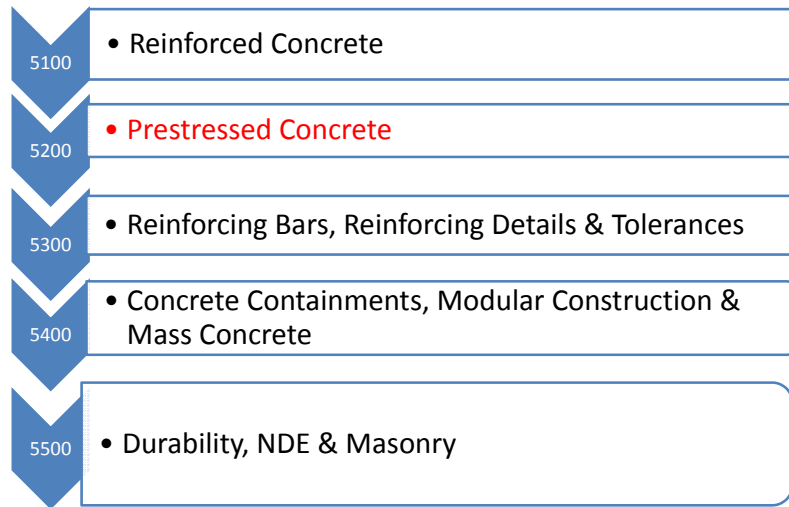 5100
• Reinforced Concrete
5200
• Prestressed Concrete
5300
• Reinforcing Bars, Reinforcing Details & Tolerances
5400
• Concrete Containments, Modular Construction &
Mass Concrete
5500
• Durability, NDE & Masonry